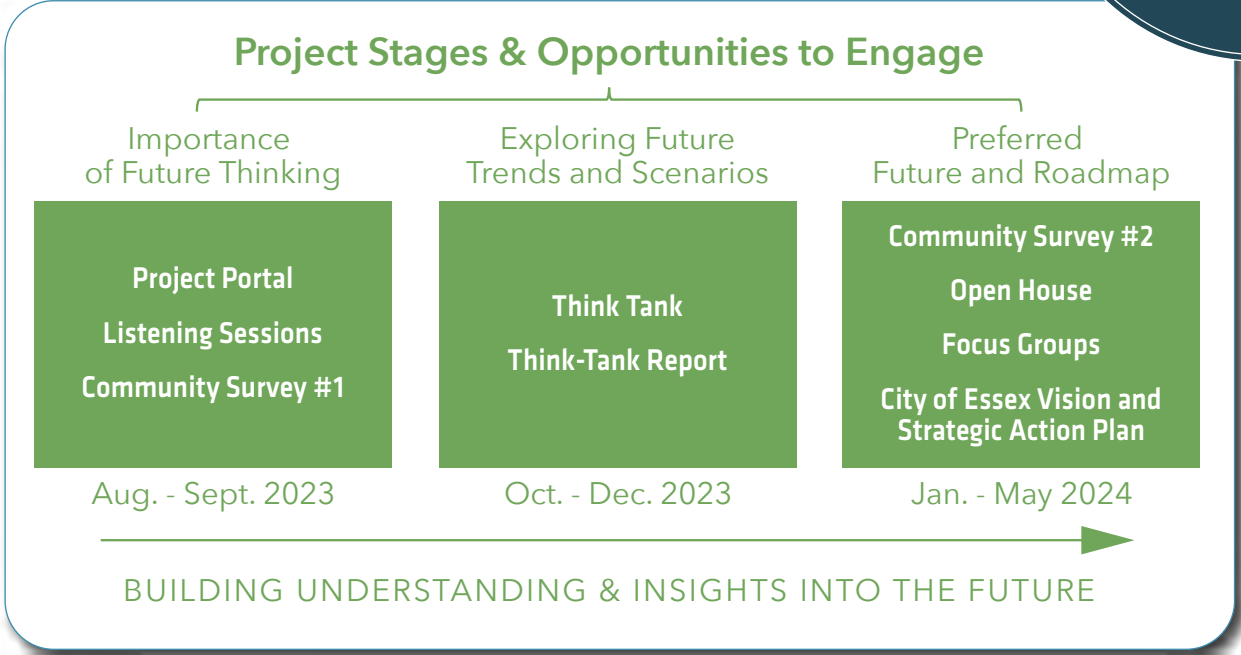 Project Stages & Opportunities to Engage
Importance
of Future Thinking
Project Portal
Listening Sessions
Community Survey #1
Aug. - Sept. 2023
Exploring Future
Trends and Scenarios
Think Tank
Think-Tank Report
Oct. - Dec. 2023
Preferred
Future and Roadmap
Community Survey #2
Open House
Focus Groups
City of Essex Vision and
Strategic Action Plan
Jan. - May 2024
BUILDING UNDERSTANDING & INSIGHTS INTO THE FUTURE